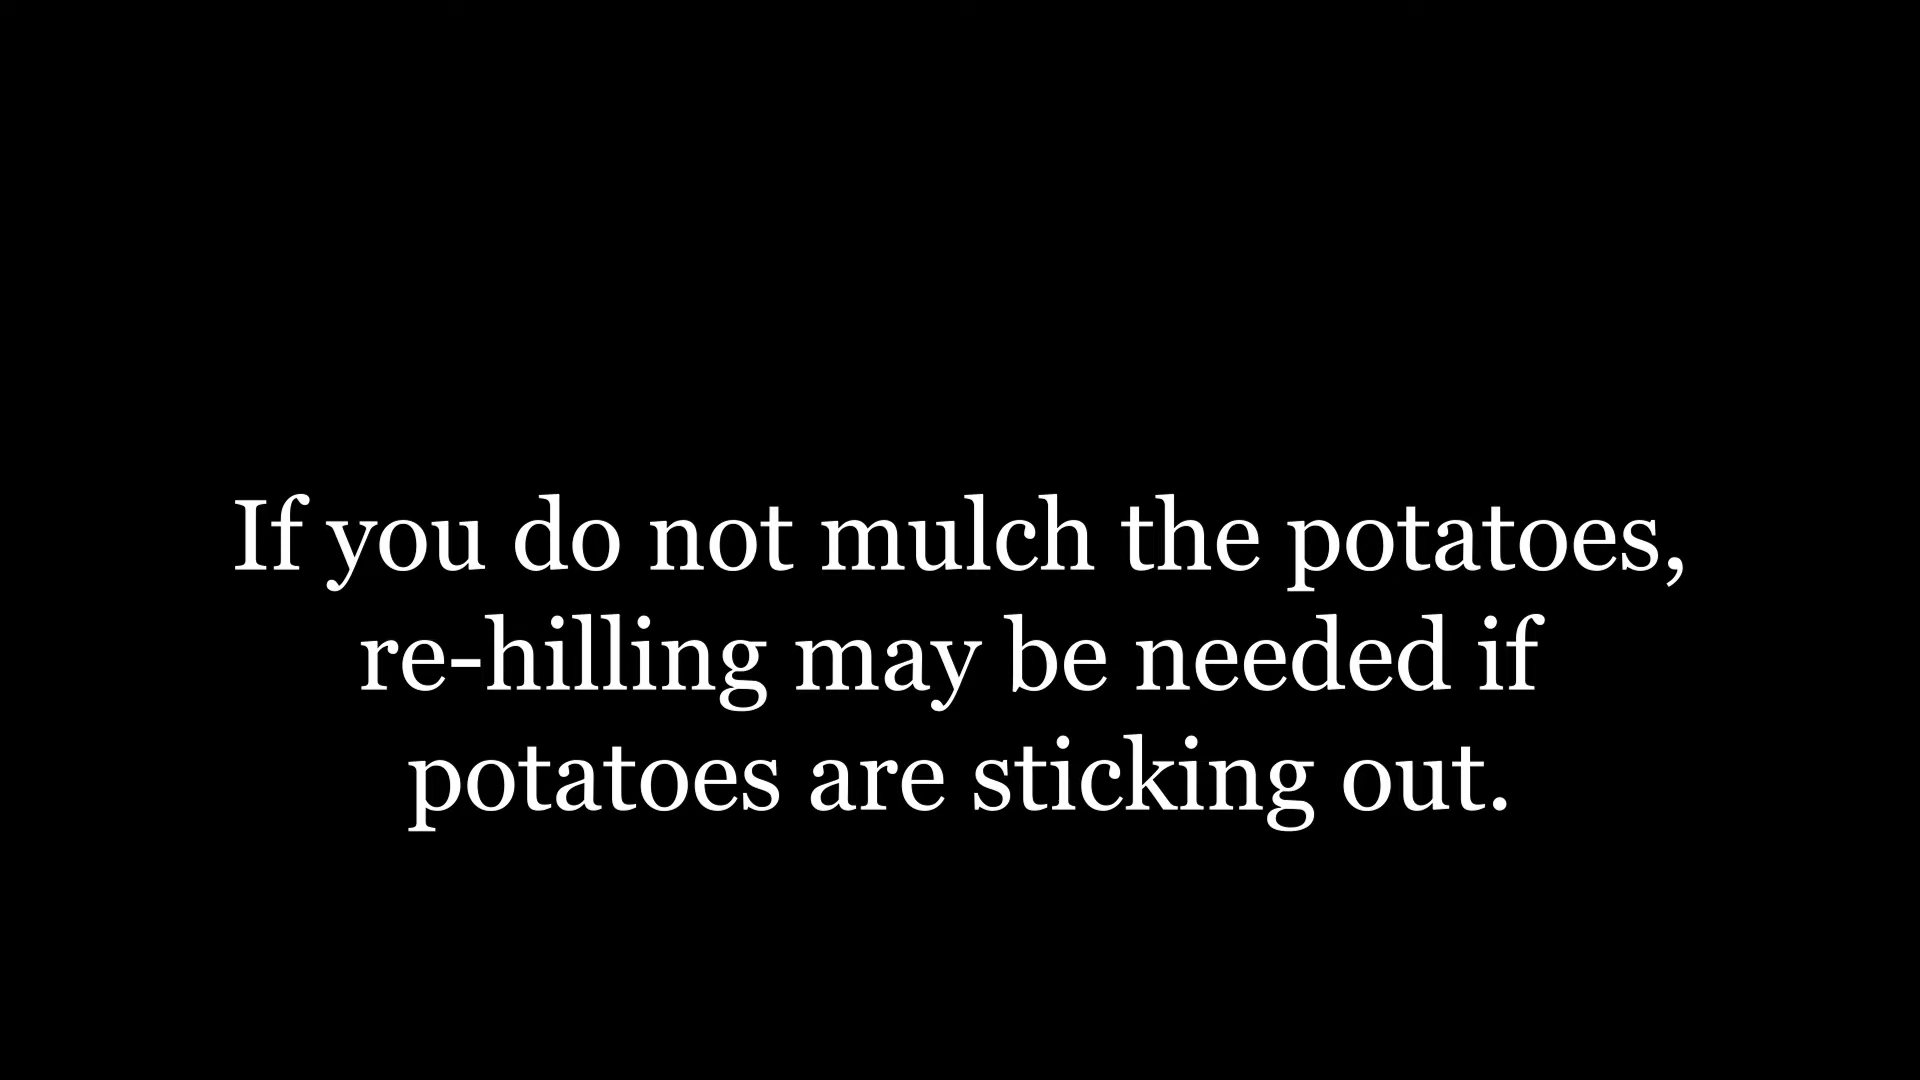 If you do not mulch the potatoes,
re-hilling may be needed if
potatoes are sticking out.